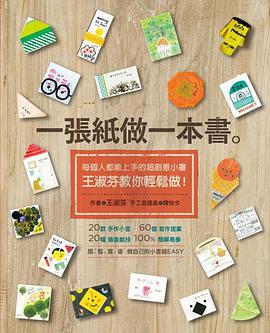 一張紙做一本書。
每個人都能上手的超創意小書
王淑芬教你輕鬆做!
作者●王淑芬 手工書插畫●陳怡今
20款 手作小書 60個 寫作提案
20幅 插畫獻技 100% 簡單易學
摺、剪、寫、畫 做自己的小書超EASY